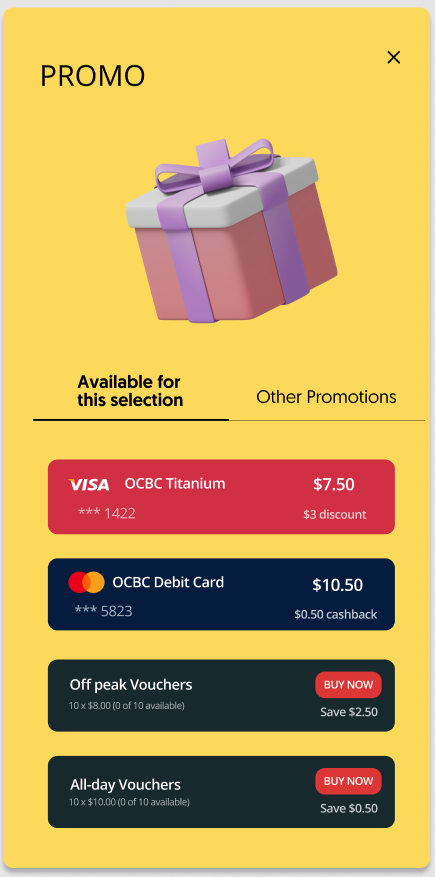 PROMO
Available for
this selection
Other Promotions
VISA OCBC Titanium $7.50
*** 1422 $3 discount
OCBC Debit Card $10.50
*** 5823 $0.50 cashback
Off peak Vouchers BUY NOW
10 x $8.00 (0 of 10 available)
Save $2.50
All-day Vouchers BUY NOW
10 x $10.00 (0 of 10 available)
Save $0.50